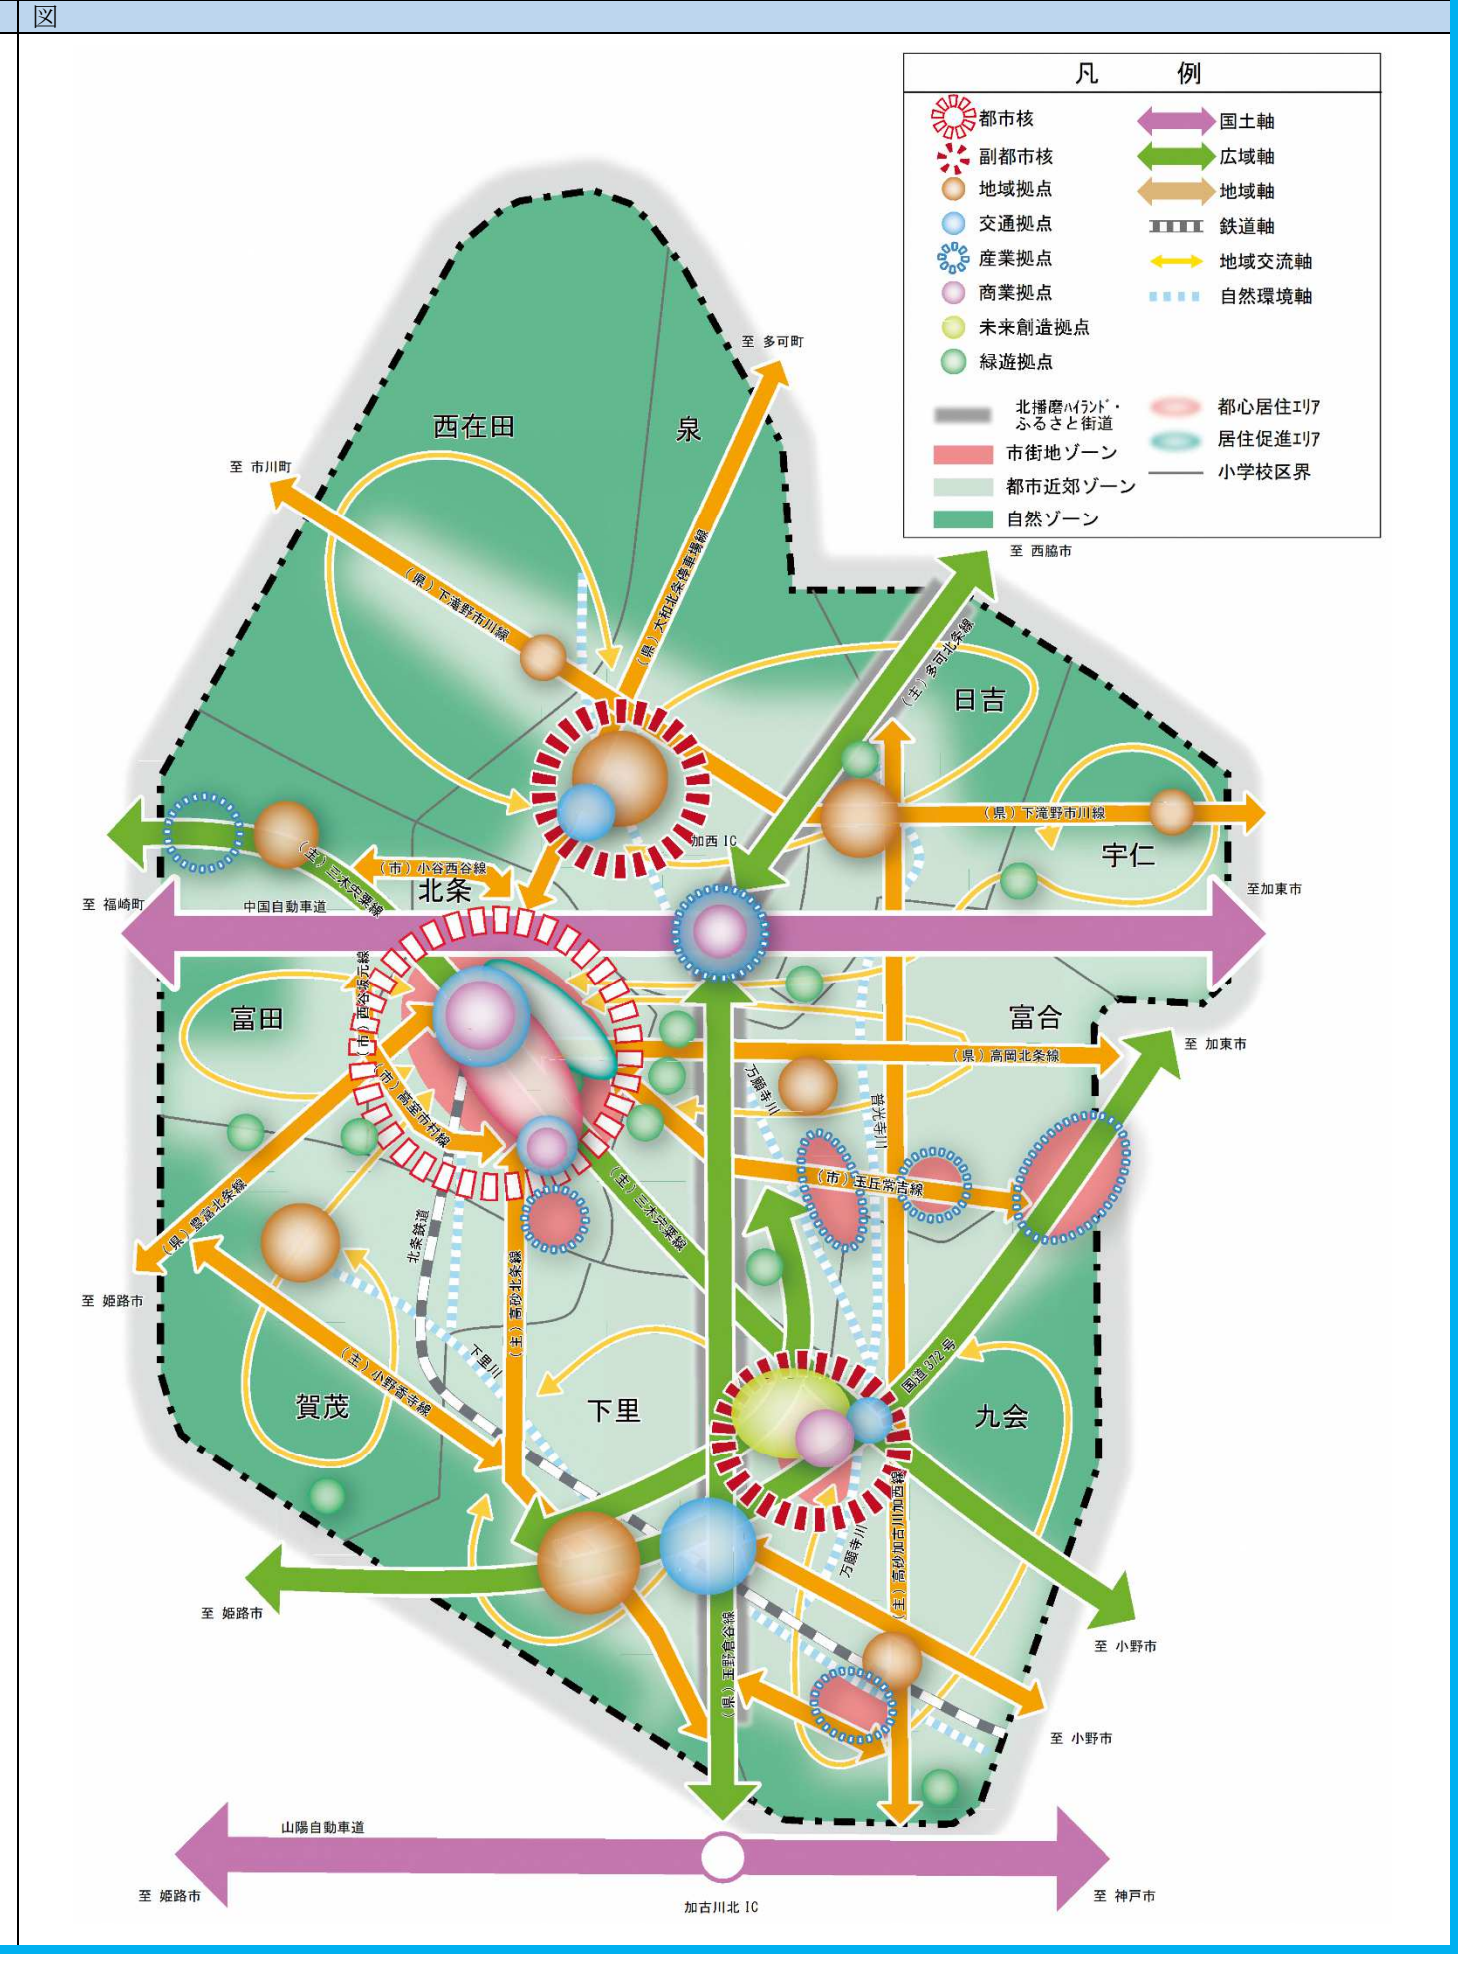 図
凡　　例
都市核
副都市核
地域拠点
交通拠点
産業拠点
商業拠点
未来創造拠点
緑遊拠点
国土軸
広域軸
地域軸
鉄道軸
地域交流軸
自然環境軸
北播磨ﾊｲﾗﾝﾄﾞ・
ふるさと街道
市街地ゾーン
都市近郊ゾーン
自然ゾーン
都心居住ｴﾘｱ
居住促進ｴﾘｱ
小学校区界
至 多可町
西在田
泉
至 市川町
至 西脇市
(県)下滝野市川線
(県)大和北条停車場線
(主)多可北条線
日吉
(県)下滝野市川線
加西 IC
宇仁
(主)三木宍粟線
(市)小谷西谷線
北条
至 福崎町
中国自動車道
至加東市
(市)西谷坂元線
富田
富合
至 加東市
(県)高岡北条線
(市)高室市村線
万願寺川
普光寺川
(市)玉丘常吉線
(主)三木宍粟線
(県)豊富北条線
北条鉄道
至 姫路市
(主)高砂北条線
下里川
(主)小野香寺線
国道372号
賀茂
下里
九会
(主)高砂加古川加西線
万願寺川
至 姫路市
(県)玉野倉谷線
至 小野市
至 小野市
山陽自動車道
至 姫路市
加古川北 IC
至 神戸市